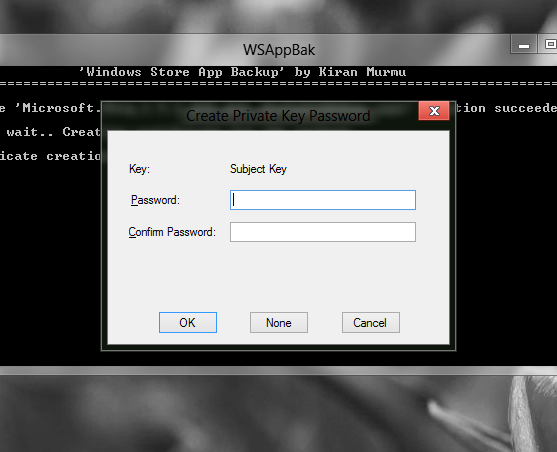 WSAppBak
'Windows Store App Backup' by Kiran Murmu
================================================================
e 'Microsoft. tion succeede
Create Private Key Password
wait.. Creat
icate creatio
Key: Subject Key
Password:
Confirm Password:
OK None Cancel